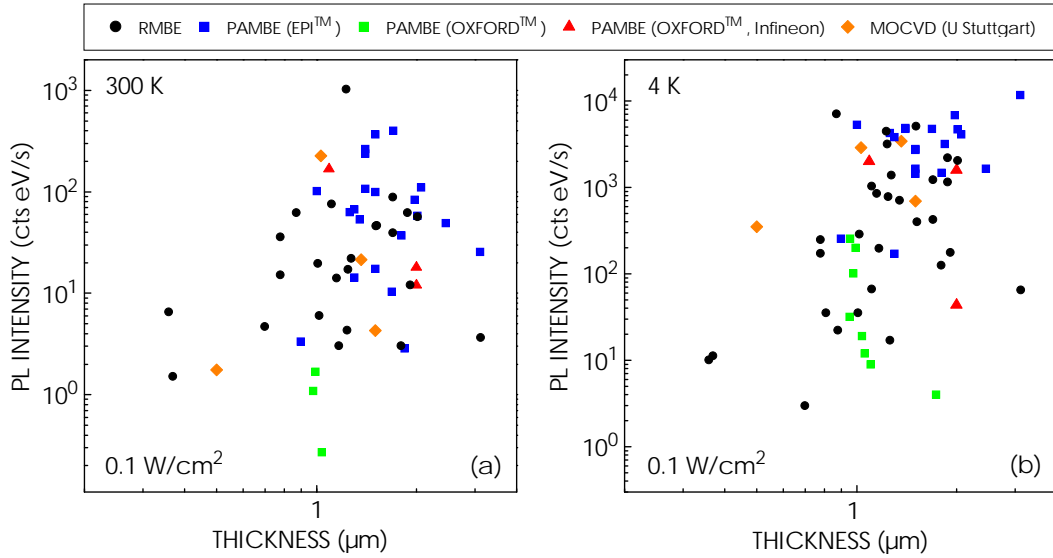 RMBE PAMBE (EPI™) PAMBE (OXFORD™) PAMBE (OXFORD™, Infineon) MOCVD (U Stuttgart)
300 K
10³
10²
10¹
10⁰
PL INTENSITY (cts eV/s)
0.1 W/cm² (a)
1
THICKNESS (µm)
4 K
10⁴
10³
10²
10¹
10⁰
PL INTENSITY (cts eV/s)
0.1 W/cm² (b)
1
THICKNESS (µm)